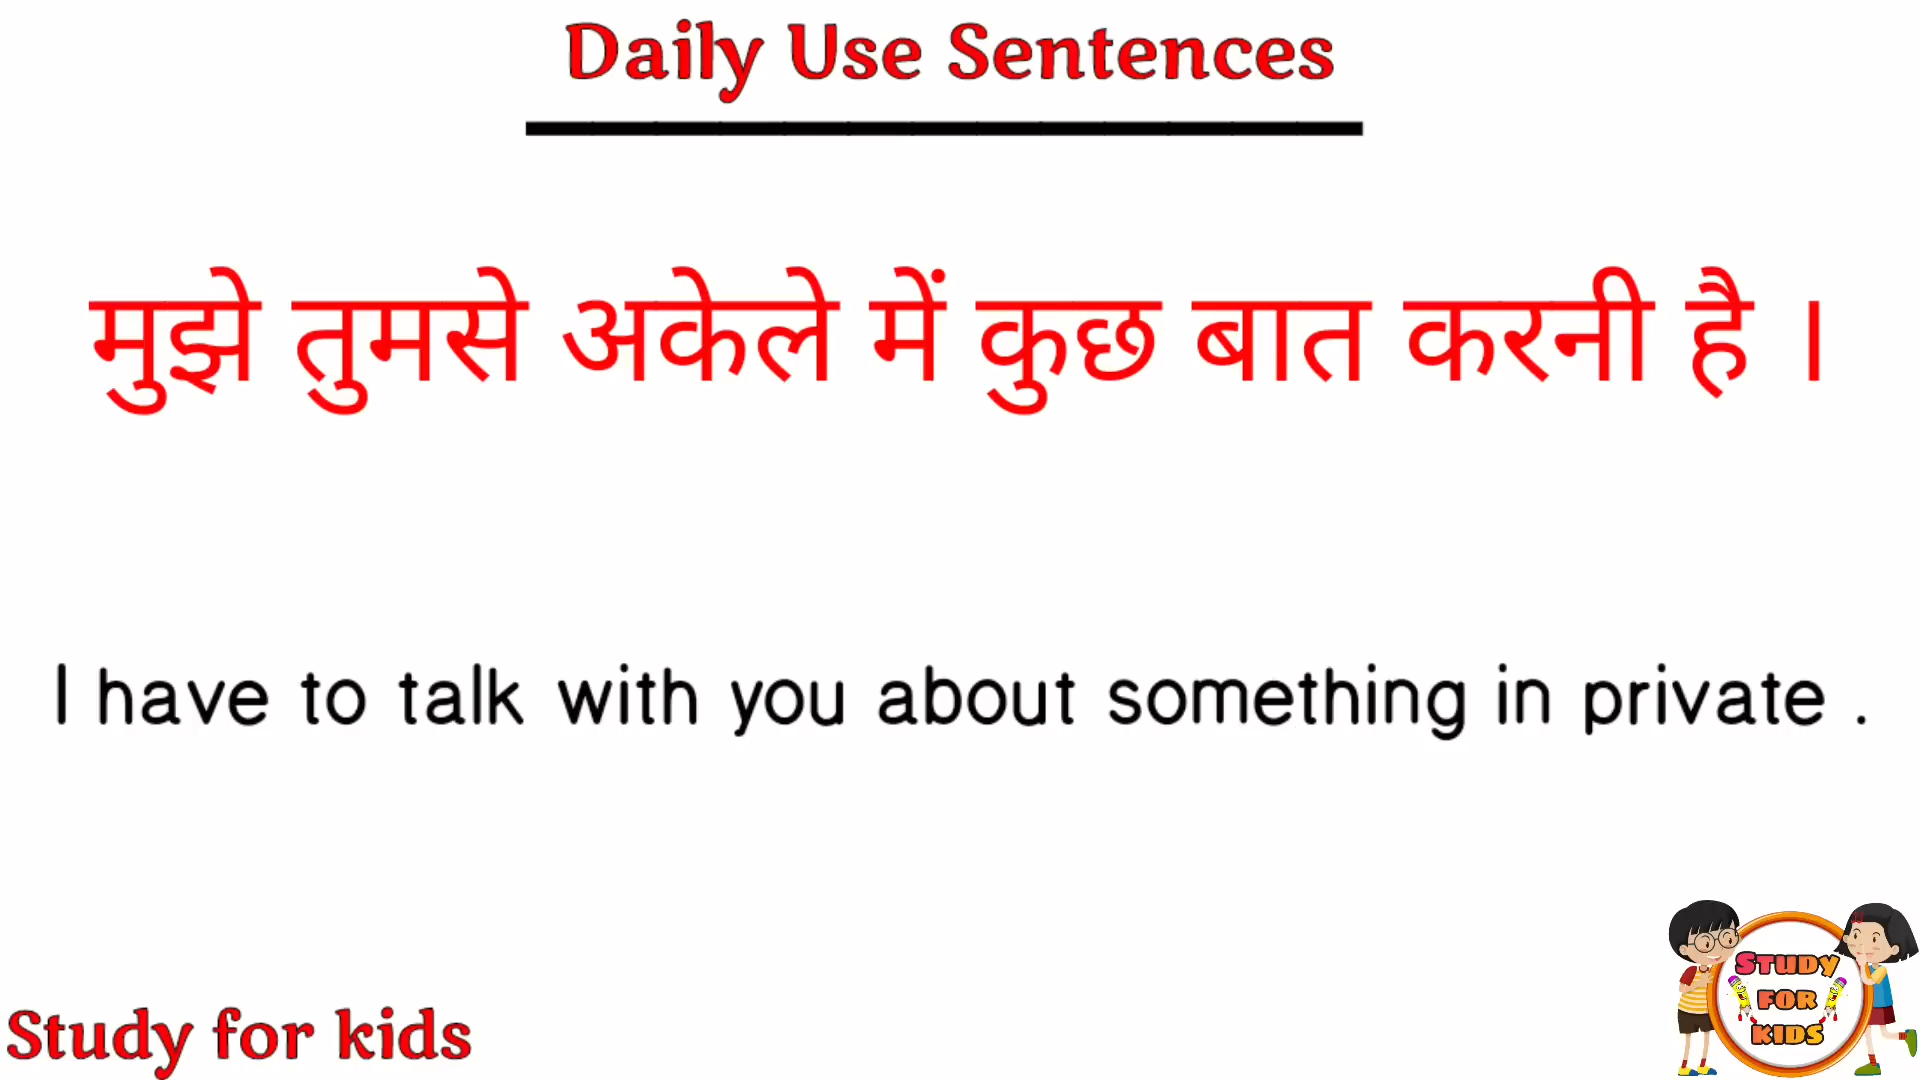 Daily Use Sentences
मुझे तुमसे अकेले में कुछ बात करनी है ।
I have to talk with you about something in private .
Study for kids
STUDY
FOR
KIDS